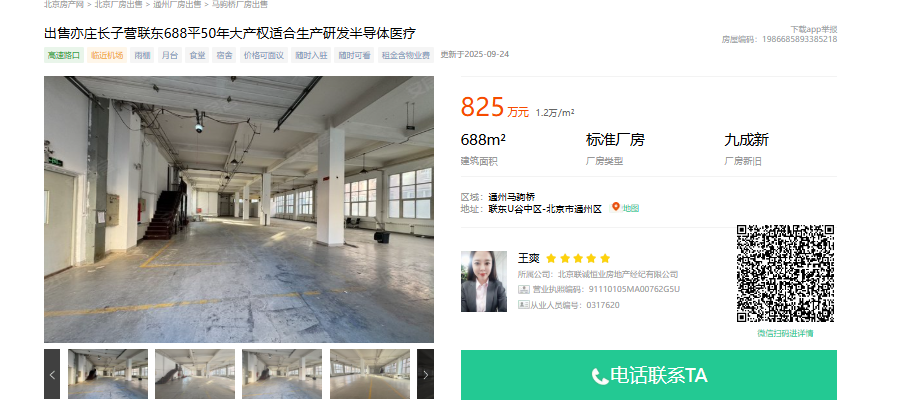 北京房产网 > 北京厂房出售 > 通州厂房出售 > 马驹桥厂房出售
出售亦庄长子营联东688平50年大产权适合生产研发半导体医疗
下载app举报
高速路口 临近机场 雨棚 月台 食堂 宿舍 价格可面议 随时入驻 随时可看 租金含物业费 更新于2025-09-24
房屋编码：1986685893385218
825 万元 1.2万/m²
688m² 标准厂房 九成新
建筑面积 厂房类型 厂房新旧
区域：通州马驹桥
地址：联东U谷中区-北京市通州区 地图
王爽
所属公司：北京联诚恒业房地产经纪有限公司
营业执照编码：91110105MA00762G5U
从业人员编号：0317620
微信扫码进详情
电话联系TA